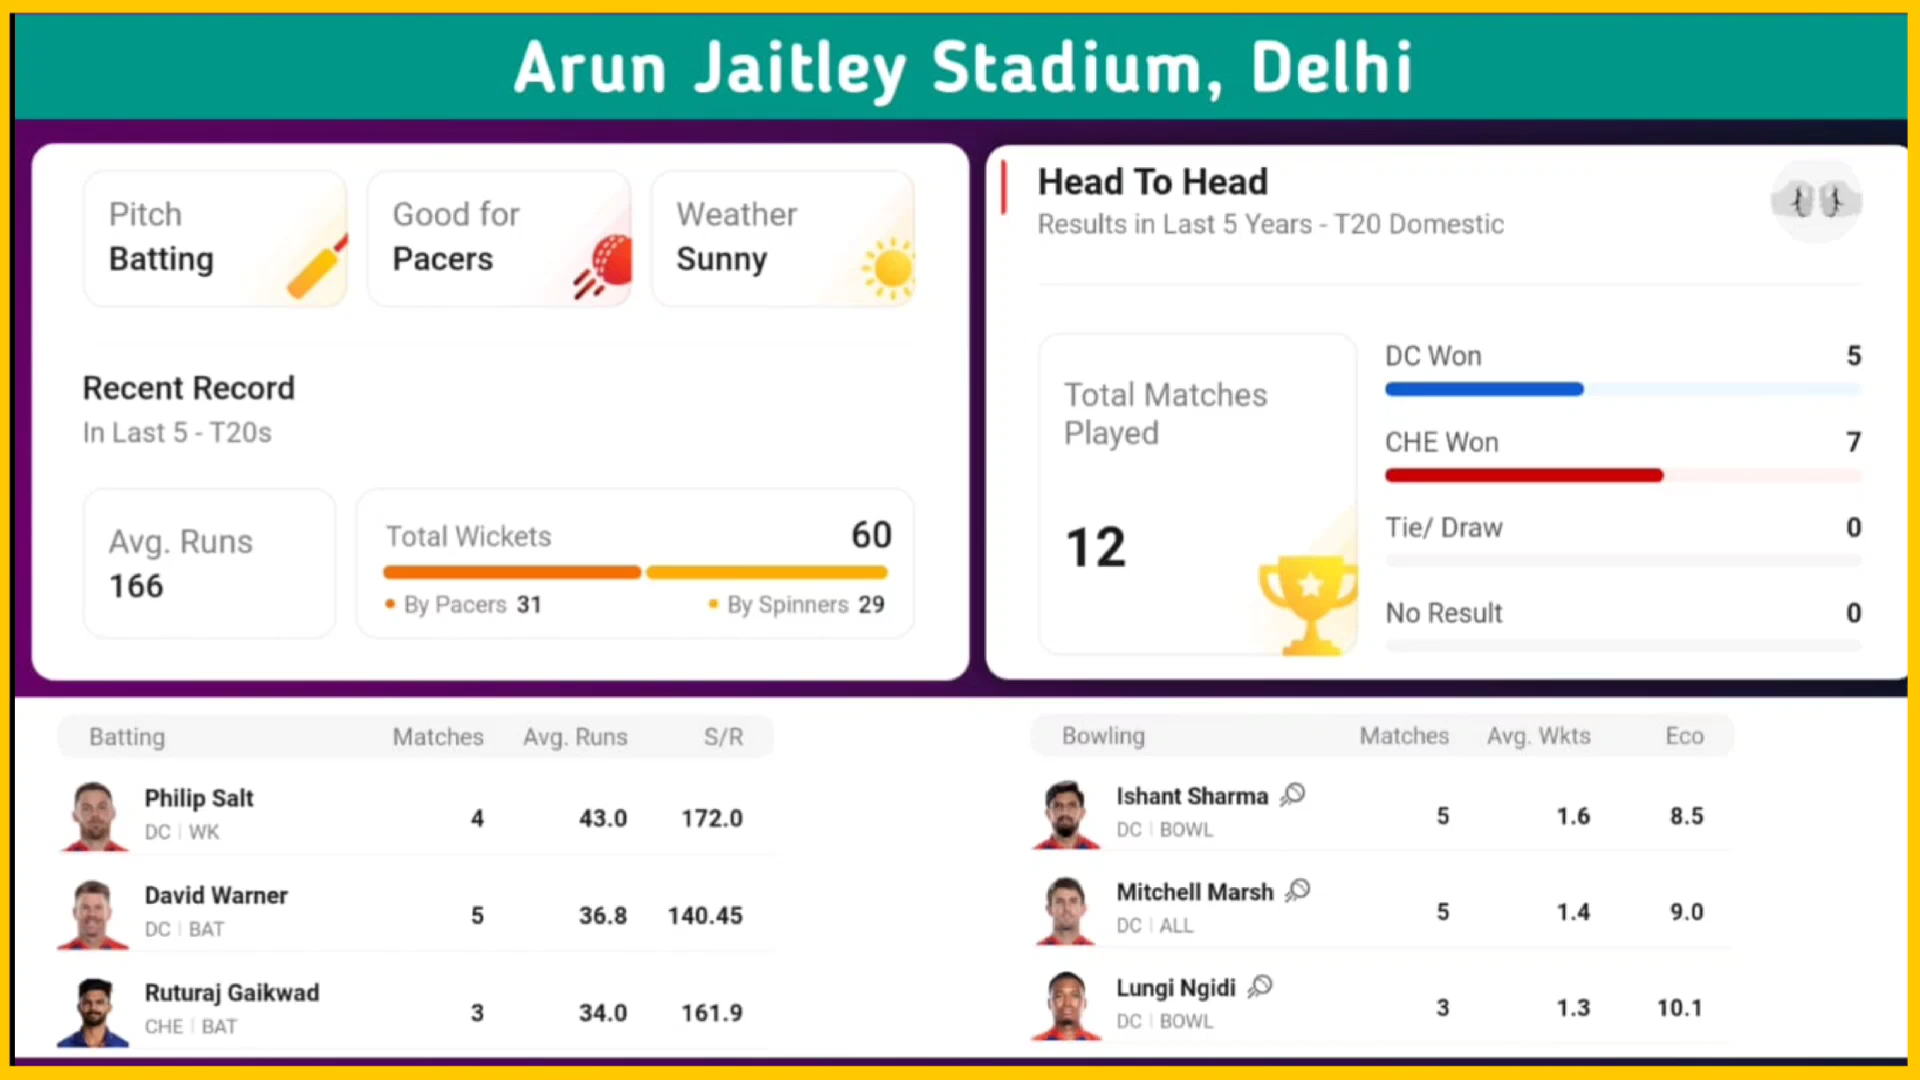 Arun Jaitley Stadium, Delhi
Pitch
Batting
Good for
Pacers
Weather
Sunny
Recent Record
In Last 5 - T20s
Avg. Runs
166
Total Wickets 60
By Pacers 31 By Spinners 29
Head To Head
Results in Last 5 Years - T20 Domestic
Total Matches
Played
12
DC Won 5
CHE Won 7
Tie/ Draw 0
No Result 0
Batting Matches Avg. Runs S/R
Philip Salt
DC | WK
4 43.0 172.0
David Warner
DC | BAT
5 36.8 140.45
Ruturaj Gaikwad
CHE | BAT
3 34.0 161.9
Bowling Matches Avg. Wkts Eco
Ishant Sharma
DC | BOWL
5 1.6 8.5
Mitchell Marsh
DC | ALL
5 1.4 9.0
Lungi Ngidi
DC | BOWL
3 1.3 10.1